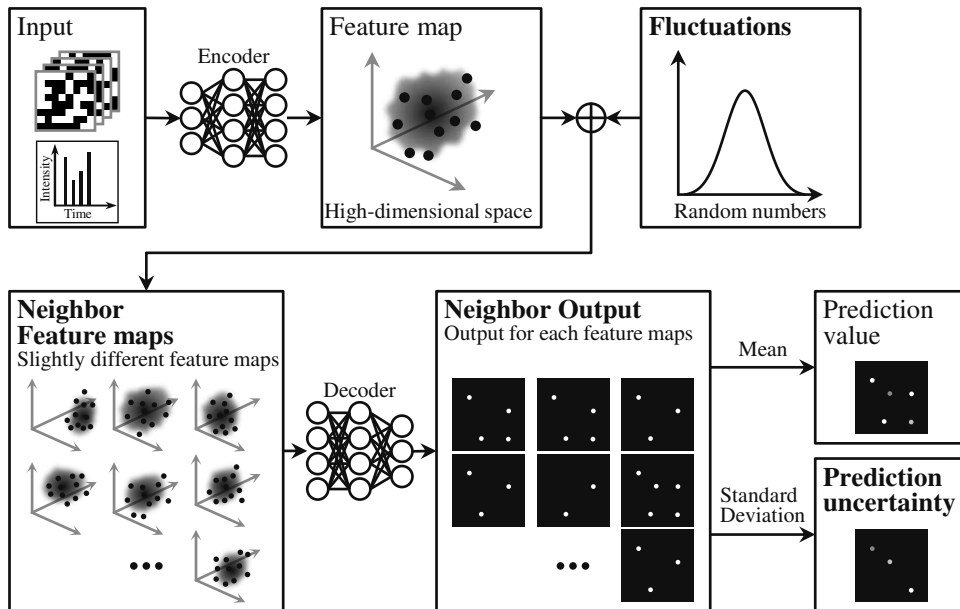 Input
Intensity
Time
Encoder
Feature map
High-dimensional space
Fluctuations
Random numbers
Neighbor
Feature maps
Slightly different feature maps
•••
Decoder
Neighbor Output
Output for each feature maps
•••
Mean
Prediction
value
Standard
Deviation
Prediction
uncertainty